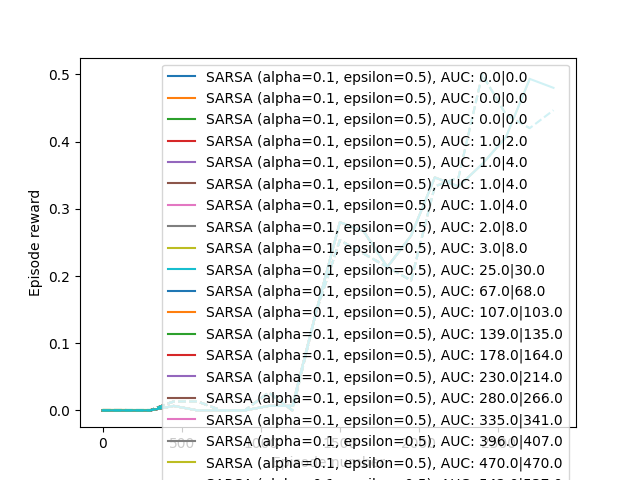 0.5
0.4
0.3
0.2
0.1
0.0
Episode reward
SARSA (alpha=0.1, epsilon=0.5), AUC: 0.0|0.0
SARSA (alpha=0.1, epsilon=0.5), AUC: 0.0|0.0
SARSA (alpha=0.1, epsilon=0.5), AUC: 0.0|0.0
SARSA (alpha=0.1, epsilon=0.5), AUC: 1.0|2.0
SARSA (alpha=0.1, epsilon=0.5), AUC: 1.0|4.0
SARSA (alpha=0.1, epsilon=0.5), AUC: 1.0|4.0
SARSA (alpha=0.1, epsilon=0.5), AUC: 1.0|4.0
SARSA (alpha=0.1, epsilon=0.5), AUC: 2.0|8.0
SARSA (alpha=0.1, epsilon=0.5), AUC: 3.0|8.0
SARSA (alpha=0.1, epsilon=0.5), AUC: 25.0|30.0
SARSA (alpha=0.1, epsilon=0.5), AUC: 67.0|68.0
SARSA (alpha=0.1, epsilon=0.5), AUC: 107.0|103.0
SARSA (alpha=0.1, epsilon=0.5), AUC: 139.0|135.0
SARSA (alpha=0.1, epsilon=0.5), AUC: 178.0|164.0
SARSA (alpha=0.1, epsilon=0.5), AUC: 230.0|214.0
SARSA (alpha=0.1, epsilon=0.5), AUC: 280.0|266.0
SARSA (alpha=0.1, epsilon=0.5), AUC: 335.0|341.0
SARSA (alpha=0.1, epsilon=0.5), AUC: 396.0|407.0
SARSA (alpha=0.1, epsilon=0.5), AUC: 470.0|470.0
0 500